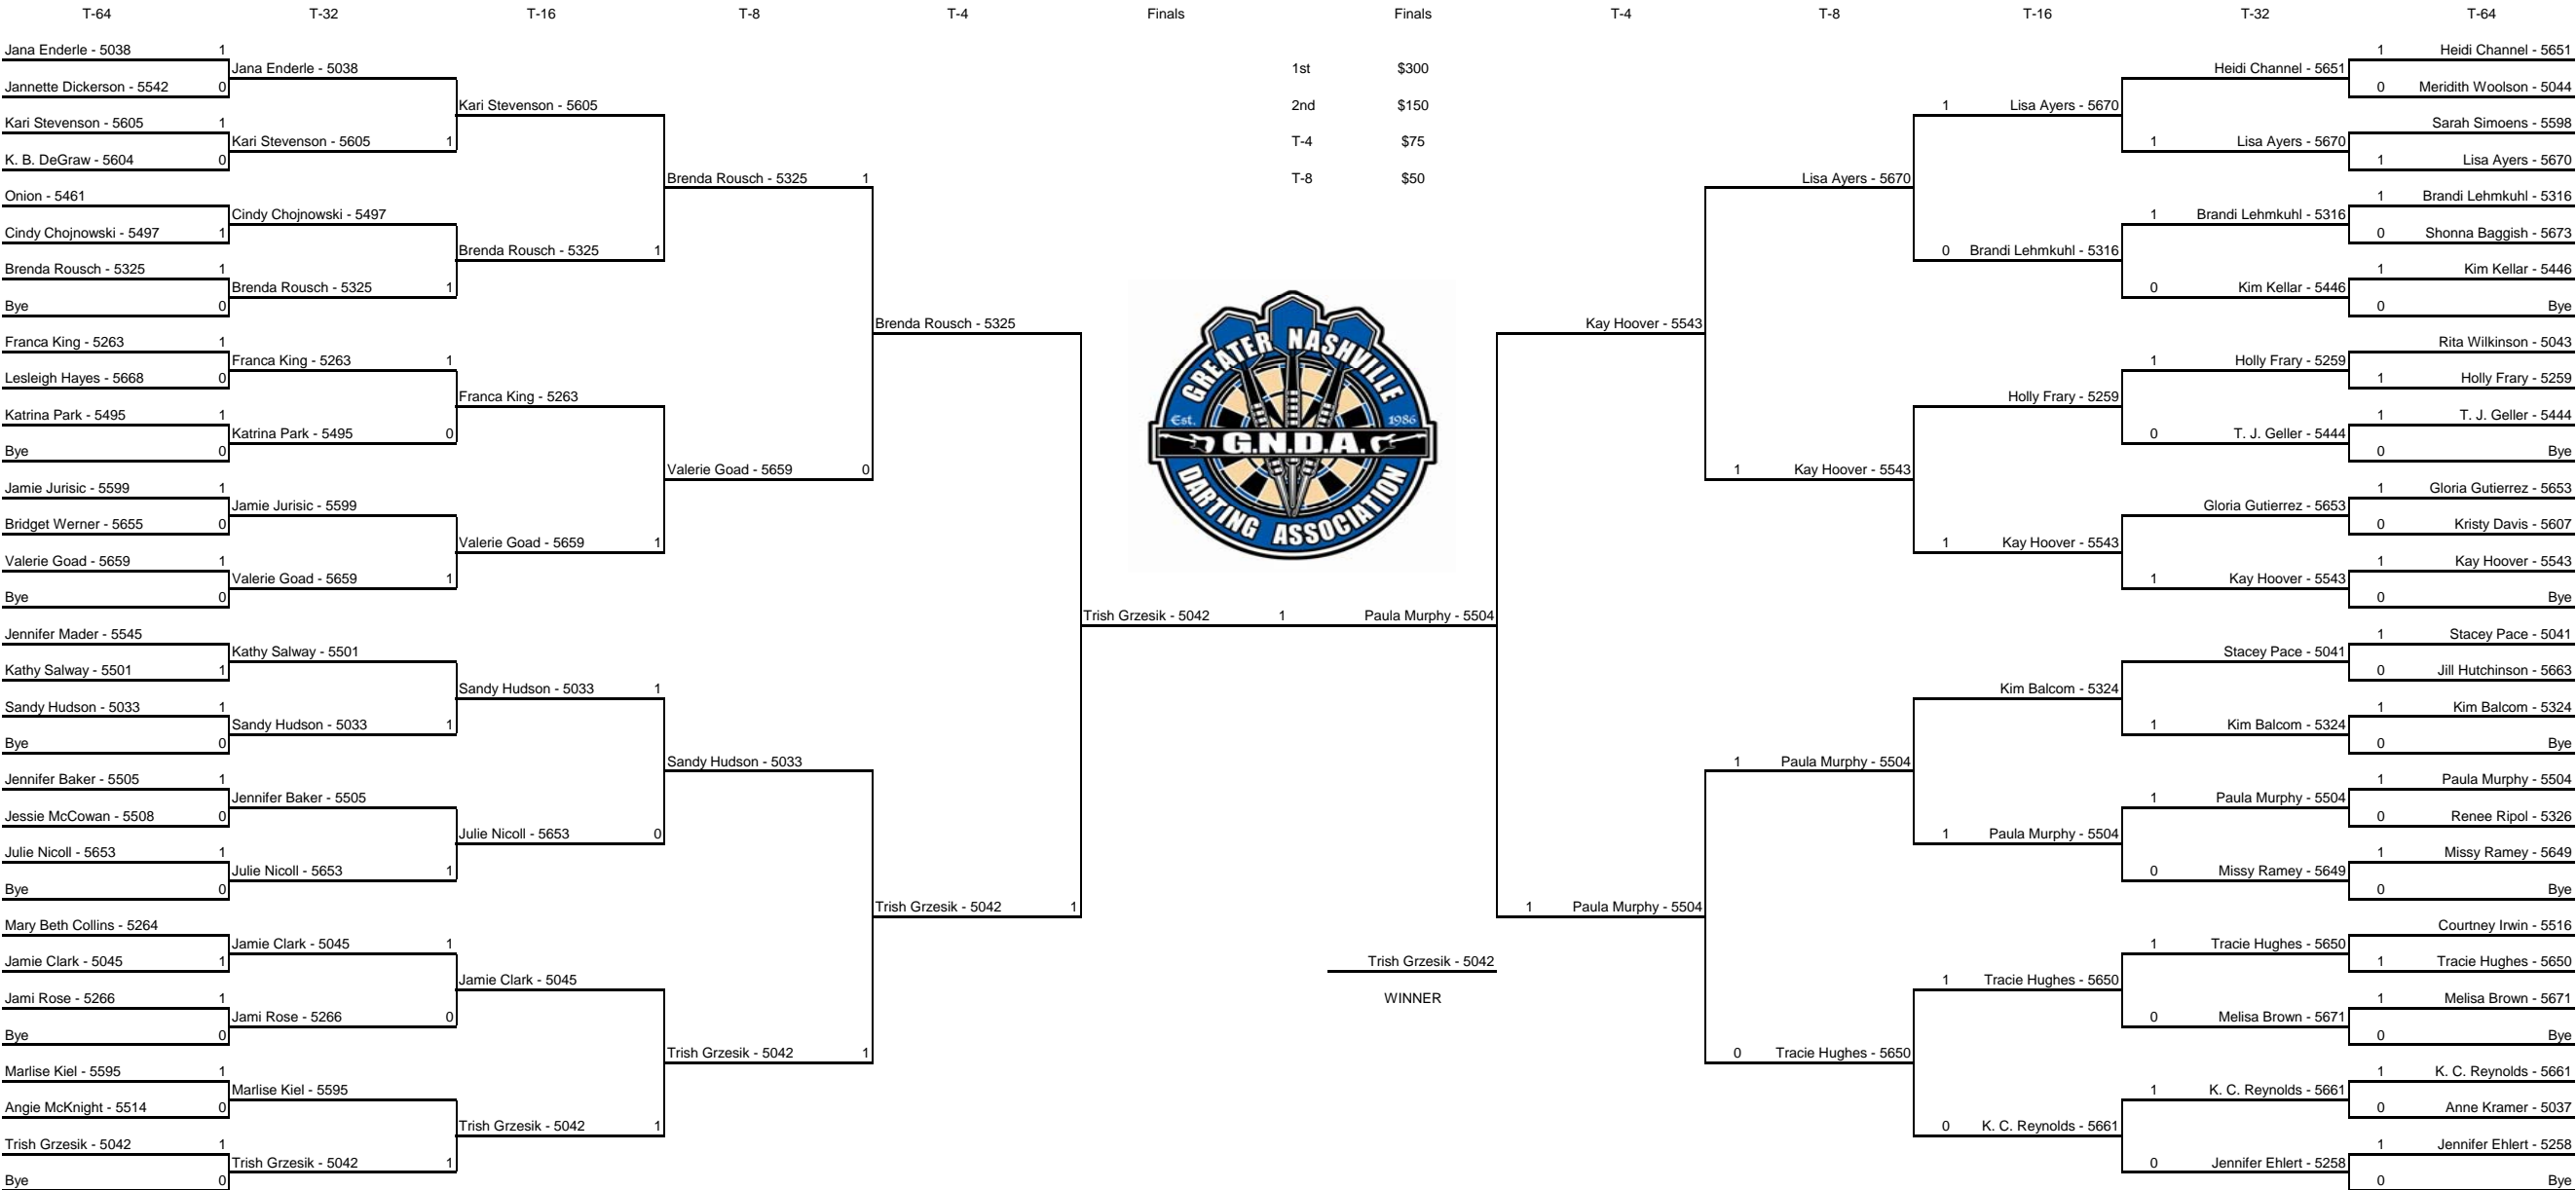 T-64 T-32 T-16 T-8 T-4 Finals Finals T-4 T-8 T-16 T-32 T-64
Jana Enderle - 5038 1 1 Heidi Channel - 5651
Jana Enderle - 5038 1st $300 Heidi Channel - 5651
Jannette Dickerson - 5542 0 0 Meridith Woolson - 5044
Kari Stevenson - 5605 2nd $150 1 Lisa Ayers - 5670
Kari Stevenson - 5605 1 Sarah Simoens - 5598
Kari Stevenson - 5605 1 T-4 $75 1 Lisa Ayers - 5670
K. B. DeGraw - 5604 0 1 Lisa Ayers - 5670
Brenda Rousch - 5325 1 T-8 $50 Lisa Ayers - 5670
Onion - 5461 1 Brandi Lehmkuhl - 5316
Cindy Chojnowski - 5497 1 Brandi Lehmkuhl - 5316
Cindy Chojnowski - 5497 1 0 Shonna Baggish - 5673
Brenda Rousch - 5325 1 0 Brandi Lehmkuhl - 5316
Brenda Rousch - 5325 1 1 Kim Kellar - 5446
Brenda Rousch - 5325 1 0 Kim Kellar - 5446
Bye 0 0 Bye
Brenda Rousch - 5325 Kay Hoover - 5543
Franca King - 5263 1 Rita Wilkinson - 5043
Franca King - 5263 1 1 Holly Frary - 5259
Lesleigh Hayes - 5668 0 1 Holly Frary - 5259
Franca King - 5263 Holly Frary - 5259
Katrina Park - 5495 1 1 T. J. Geller - 5444
Katrina Park - 5495 0 0 T. J. Geller - 5444
Bye 0 0 Bye
Valerie Goad - 5659 0 1 Kay Hoover - 5543
Jamie Jurisic - 5599 1 1 Gloria Gutierrez - 5653
Jamie Jurisic - 5599 Gloria Gutierrez - 5653
Bridget Werner - 5655 0 0 Kristy Davis - 5607
Valerie Goad - 5659 1 1 Kay Hoover - 5543
Valerie Goad - 5659 1 1 Kay Hoover - 5543
Valerie Goad - 5659 1 1 Kay Hoover - 5543
Bye 0 0 Bye
GREATER NASHVILLE
Est. 1986
G.N.D.A.
DARTING ASSOCIATION
Trish Grzesik - 5042 1 Paula Murphy - 5504
Jennifer Mader - 5545 1 Stacey Pace - 5041
Kathy Salway - 5501 Stacey Pace - 5041
Kathy Salway - 5501 1 0 Jill Hutchinson - 5663
Sandy Hudson - 5033 1 Kim Balcom - 5324
Sandy Hudson - 5033 1 1 Kim Balcom - 5324
Sandy Hudson - 5033 1 1 Kim Balcom - 5324
Bye 0 0 Bye
Sandy Hudson - 5033 1 Paula Murphy - 5504
Jennifer Baker - 5505 1 1 Paula Murphy - 5504
Jennifer Baker - 5505 1 Paula Murphy - 5504
Jessie McCowan - 5508 0 0 Renee Ripol - 5326
Julie Nicoll - 5653 0 1 Paula Murphy - 5504
Julie Nicoll - 5653 1 1 Missy Ramey - 5649
Julie Nicoll - 5653 1 0 Missy Ramey - 5649
Bye 0 0 Bye
Trish Grzesik - 5042 1 1 Paula Murphy - 5504
Mary Beth Collins - 5264 Courtney Irwin - 5516
Jamie Clark - 5045 1 1 Tracie Hughes - 5650
Jamie Clark - 5045 1 Trish Grzesik - 5042 1 Tracie Hughes - 5650
Jamie Clark - 5045 1 Tracie Hughes - 5650
Jami Rose - 5266 1 WINNER 1 Melisa Brown - 5671
Jami Rose - 5266 0 0 Melisa Brown - 5671
Bye 0 0 Bye
Trish Grzesik - 5042 1 0 Tracie Hughes - 5650
Marlise Kiel - 5595 1 1 K. C. Reynolds - 5661
Marlise Kiel - 5595 1 K. C. Reynolds - 5661
Angie McKnight - 5514 0 0 Anne Kramer - 5037
Trish Grzesik - 5042 1 0 K. C. Reynolds - 5661
Trish Grzesik - 5042 1 1 Jennifer Ehlert - 5258
Trish Grzesik - 5042 1 0 Jennifer Ehlert - 5258
Bye 0 0 Bye